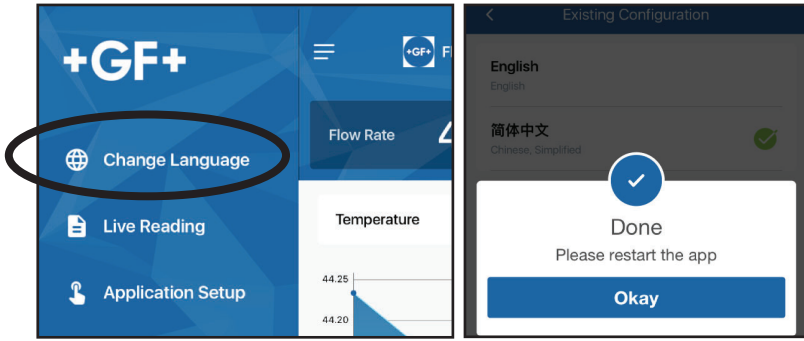 +GF+
Change Language
Live Reading
Application Setup
+GF+
Flow Rate
Temperature
44.25
44.20
Existing Configuration
English
English
简体中文
Chinese, Simplified
Done
Please restart the app
Okay